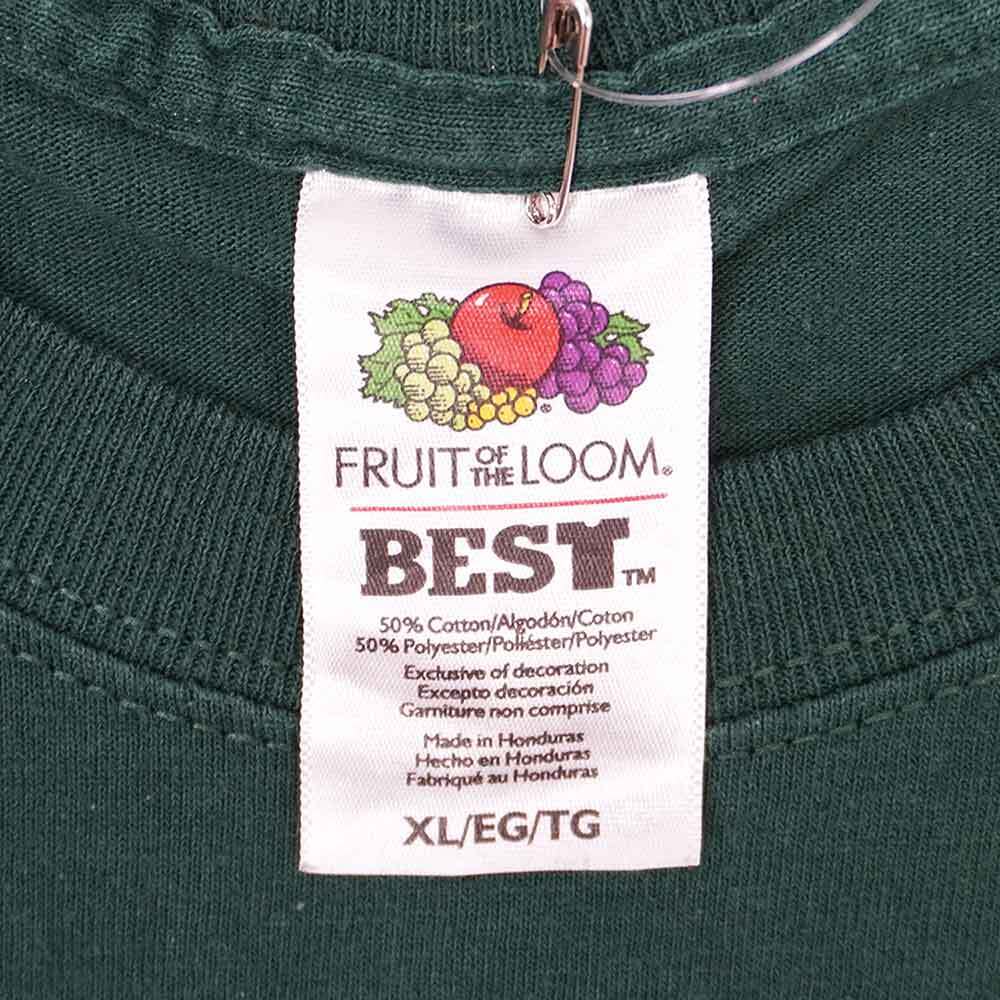 ®
FRUIT OF THE LOOM®
BEST™
50% Cotton/Algodón/Coton
50% Polyester/Poliéster/Polyester
Exclusive of decoration
Excepto decoración
Garniture non comprise
Made in Honduras
Hecho en Honduras
Fabriqué au Honduras
XL/EG/TG